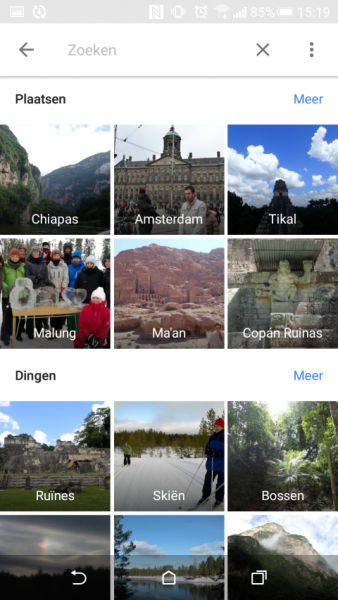 85% 15:19
Zoeken
Plaatsen Meer
Chiapas Amsterdam Tikal
Malung Ma'an Copán Ruinas
Dingen Meer
Ruïnes Skiën Bossen